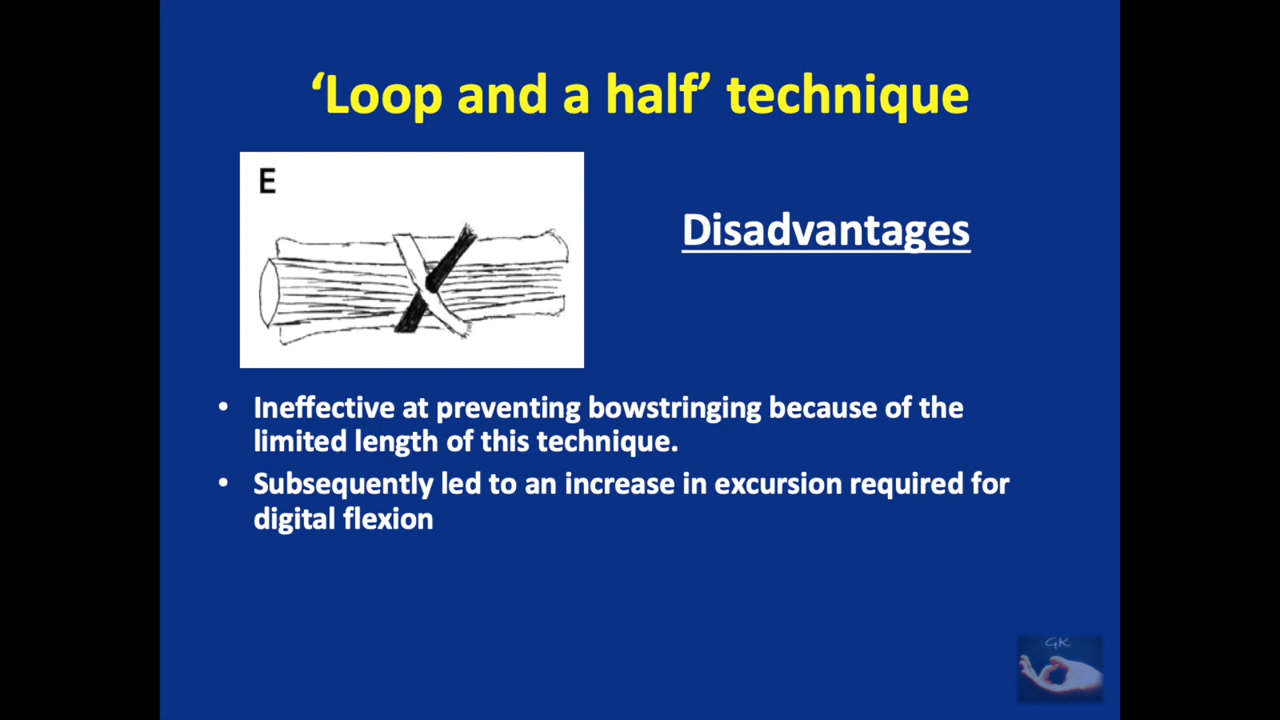 ‘Loop and a half’ technique
E
Disadvantages
• Ineffective at preventing bowstringing because of the
limited length of this technique.
• Subsequently led to an increase in excursion required for
digital flexion
GK